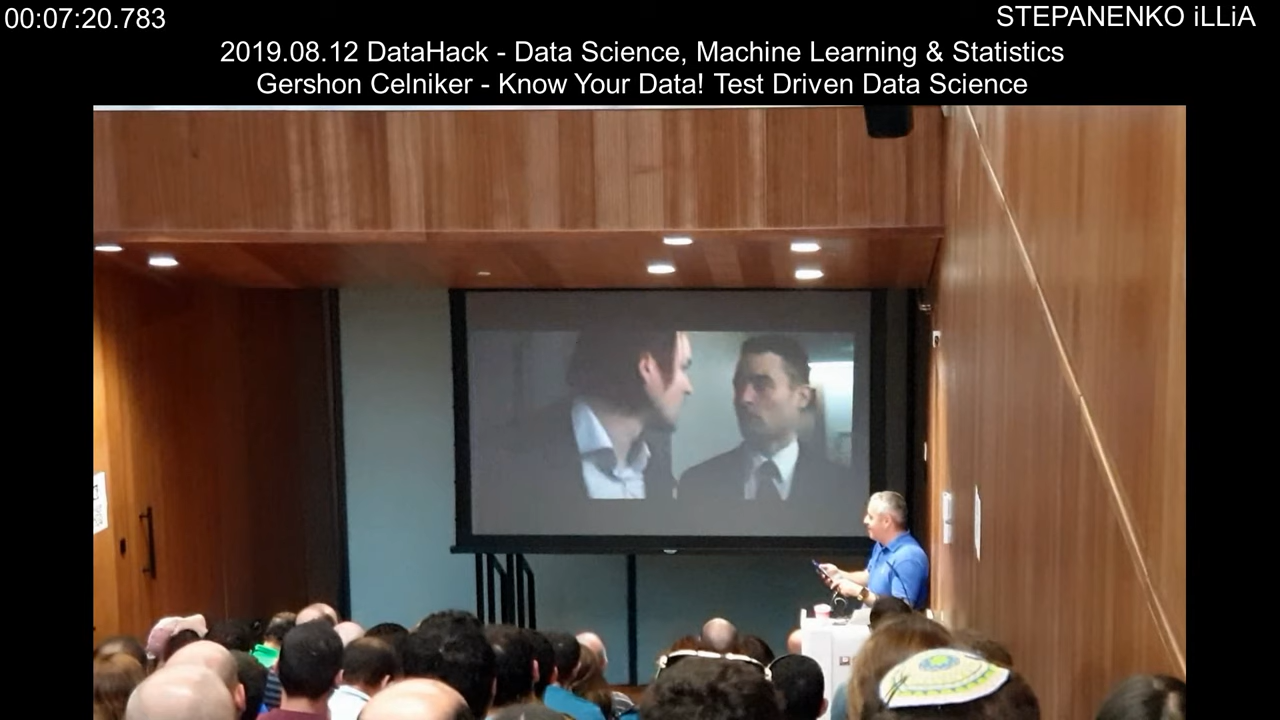 00:07:20.783
STEPANENKO iLLiA
2019.08.12 DataHack - Data Science, Machine Learning & Statistics
Gershon Celniker - Know Your Data! Test Driven Data Science